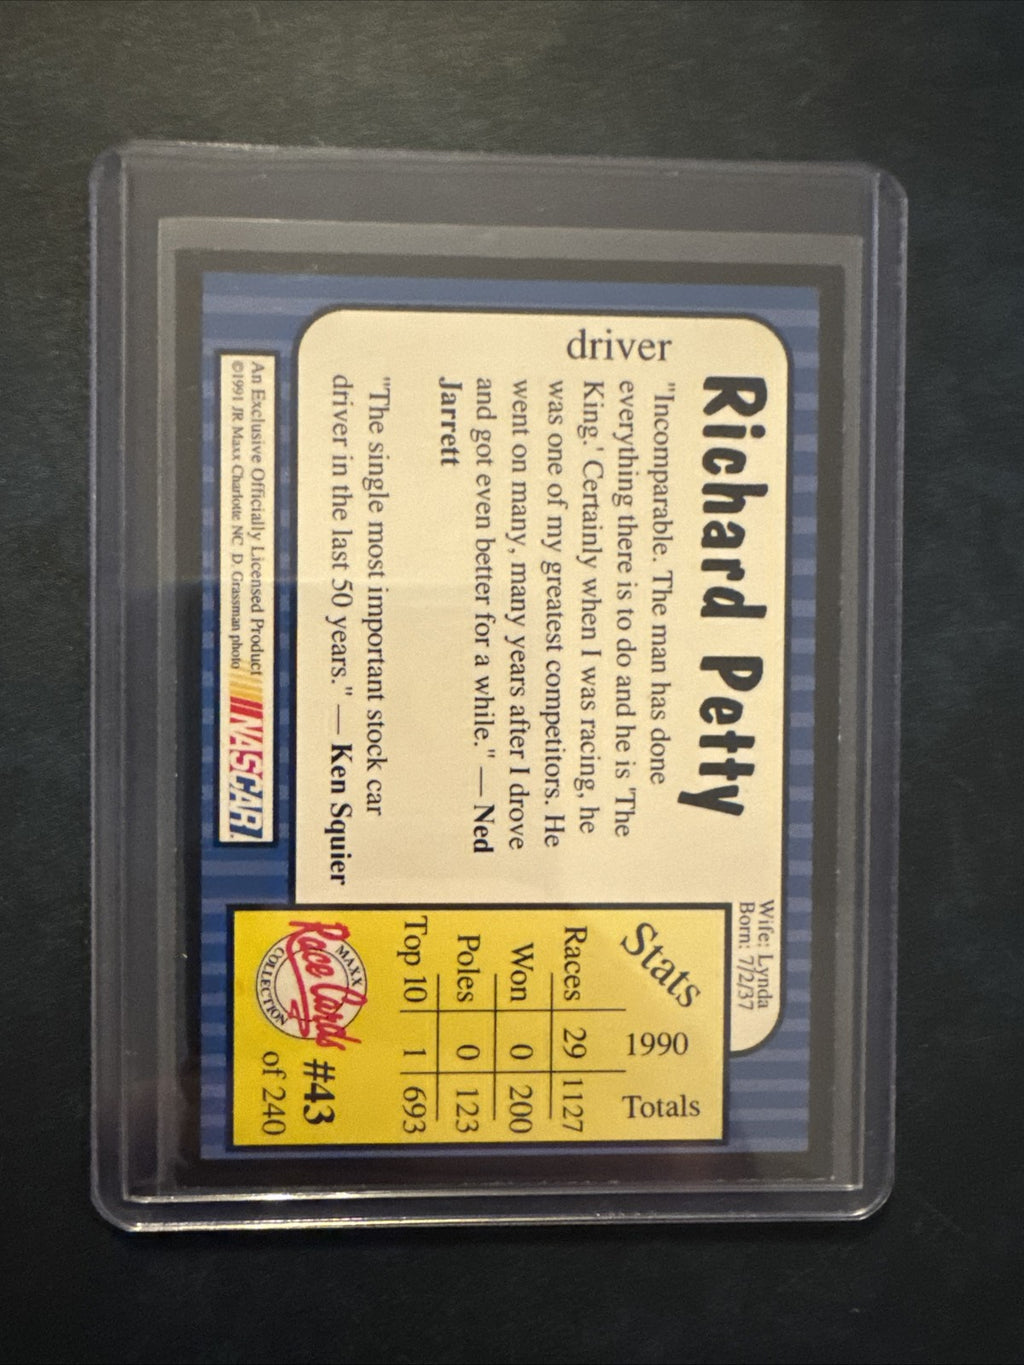 driver
Richard Petty
Wife: Lynda
Born: 7/2/37
"Incomparable. The man has done
everything there is to do and he is 'The
King.' Certainly when I was racing, he
was one of my greatest competitors. He
went on many, many years after I drove
and got even better for a while." — Ned
Jarrett
"The single most important stock car
driver in the last 50 years." — Ken Squier
Stats 1990 Totals
Races 29 1127
Won 0 200
Poles 0 123
Top 10 1 693
MAXX
Race Cards
COLLECTION
#43
of 240
An Exclusive Officially Licensed Product
©1991 JR Maxx Charlotte NC D. Grassman photo
NASCAR